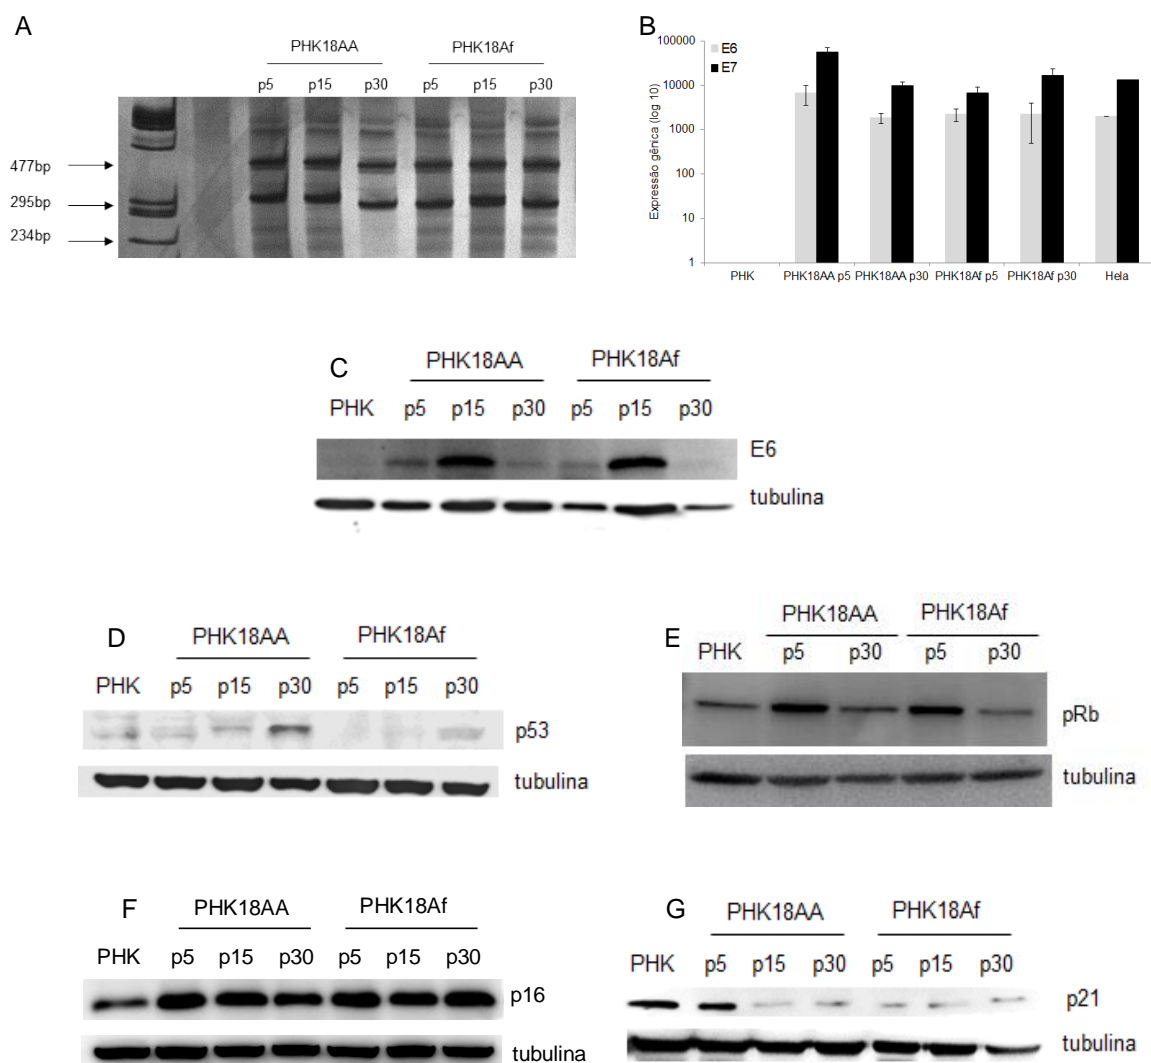 A
PHK18AA PHK18Af
p5 p15 p30 p5 p15 p30
477bp
295bp
234bp
B
E6
E7
Expressão gênica (log 10)
100000
10000
1000
100
10
1
PHK PHK18AA p5 PHK18AA p30 PHK18Af p5 PHK18Af p30 Hela
C
PHK18AA PHK18Af
PHK p5 p15 p30 p5 p15 p30
E6
tubulina
D
PHK18AA PHK18Af
PHK p5 p15 p30 p5 p15 p30
p53
tubulina
E
PHK18AA PHK18Af
PHK p5 p30 p5 p30
pRb
tubulina
F
PHK18AA PHK18Af
PHK p5 p15 p30 p5 p15 p30
p16
tubulina
G
PHK18AA PHK18Af
PHK p5 p15 p30 p5 p15 p30
p21
tubulina